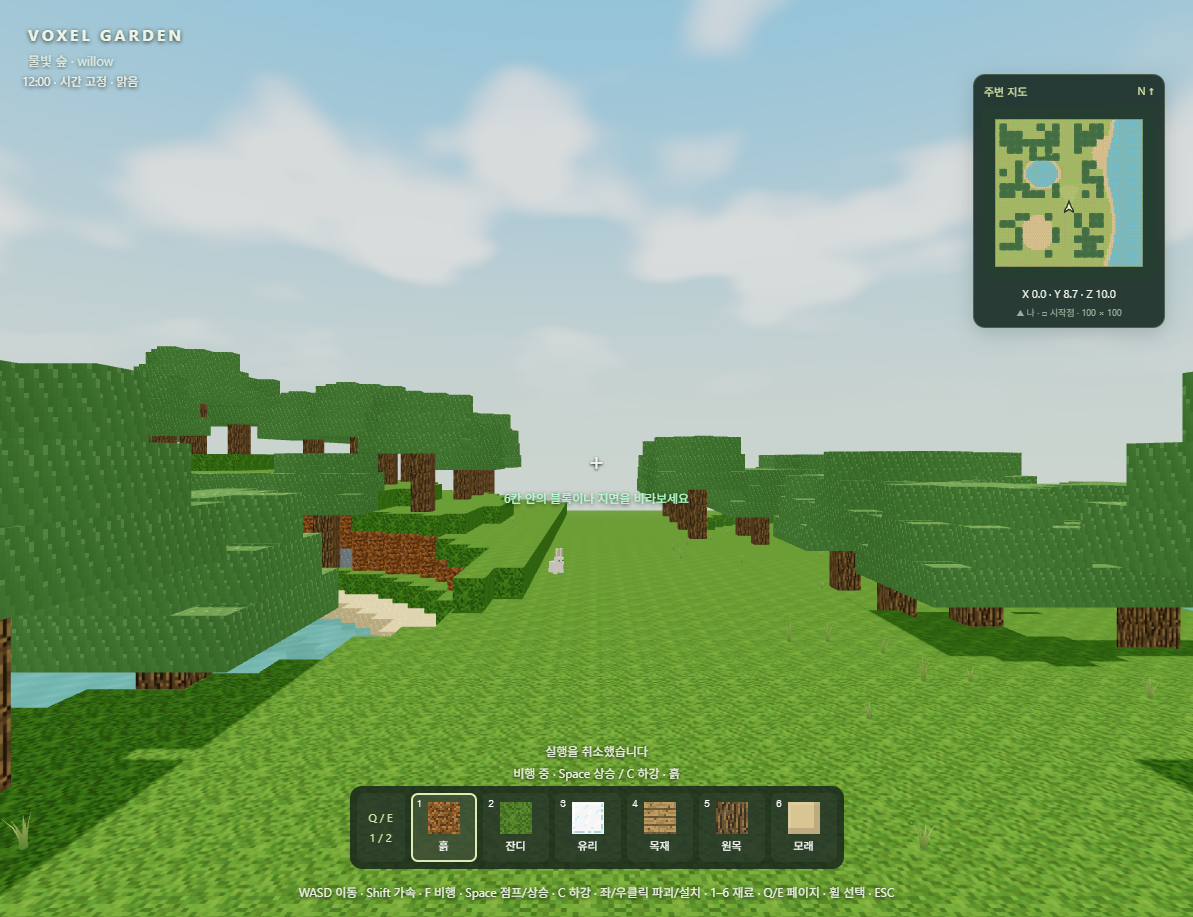 VOXEL GARDEN
물빛 숲 · willow
12:00 · 시간 고정 · 맑음
주변 지도 N ↑
X 0.0 · Y 8.7 · Z 10.0
▲ 나 · □ 시작점 · 100 × 100
6칸 안의 블록이나 지면을 바라보세요
실행을 취소했습니다
비행 중 · Space 상승 / C 하강 · 흙
Q / E
1 / 2
1 2 3 4 5 6
흙 잔디 유리 목재 원목 모래
WASD 이동 · Shift 가속 · F 비행 · Space 점프/상승 · C 하강 · 좌/우클릭 파괴/설치 · 1–6 재료 · Q/E 페이지 · 휠 선택 · ESC